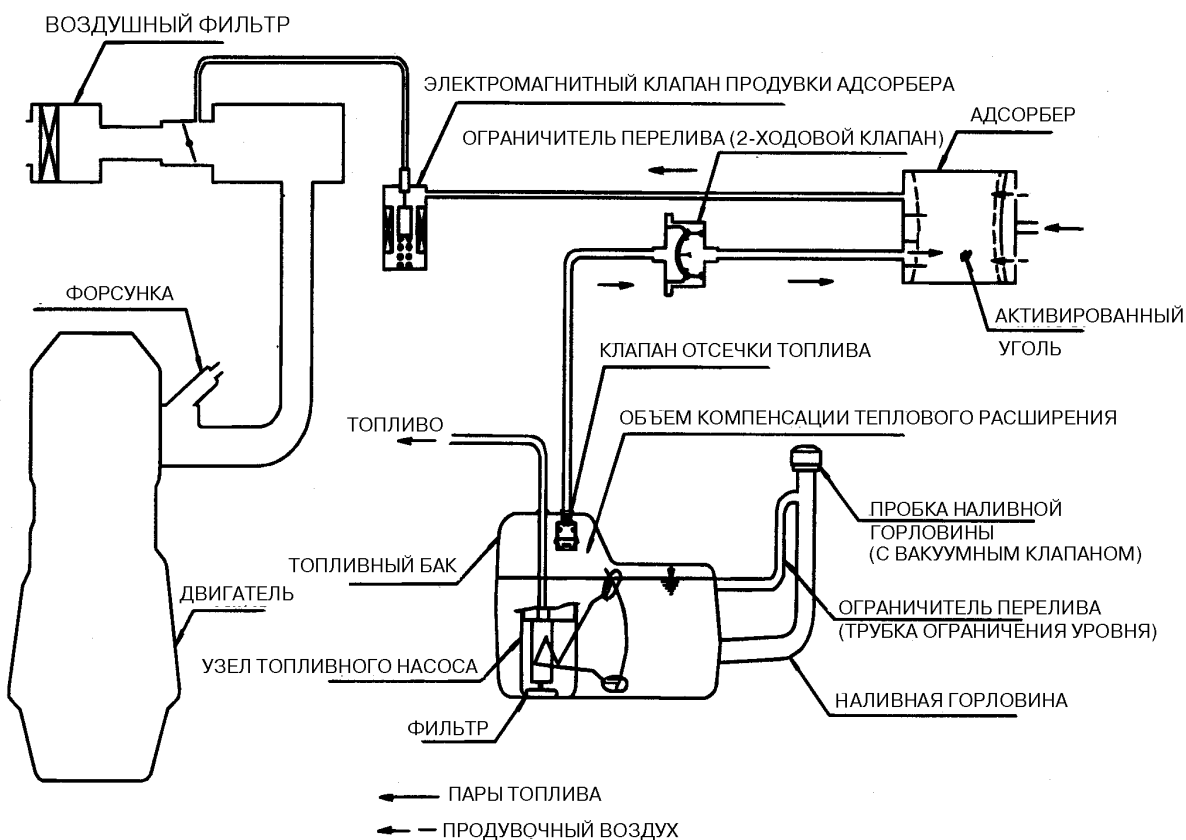 ВОЗДУШНЫЙ ФИЛЬТР
ЭЛЕКТРОМАГНИТНЫЙ КЛАПАН ПРОДУВКИ АДСОРБЕРА
АДСОРБЕР
ОГРАНИЧИТЕЛЬ ПЕРЕЛИВА (2-ХОДОВОЙ КЛАПАН)
ФОРСУНКА
АКТИВИРОВАННЫЙ
УГОЛЬ
КЛАПАН ОТСЕЧКИ ТОПЛИВА
ТОПЛИВО
ОБЪЕМ КОМПЕНСАЦИИ ТЕПЛОВОГО РАСШИРЕНИЯ
ПРОБКА НАЛИВНОЙ
ГОРЛОВИНЫ
(С ВАКУУМНЫМ КЛАПАНОМ)
ТОПЛИВНЫЙ БАК
ДВИГАТЕЛЬ
ОГРАНИЧИТЕЛЬ ПЕРЕЛИВА
(ТРУБКА ОГРАНИЧЕНИЯ УРОВНЯ)
УЗЕЛ ТОПЛИВНОГО НАСОСА
НАЛИВНАЯ ГОРЛОВИНА
ФИЛЬТР
ПАРЫ ТОПЛИВА
ПРОДУВОЧНЫЙ ВОЗДУХ